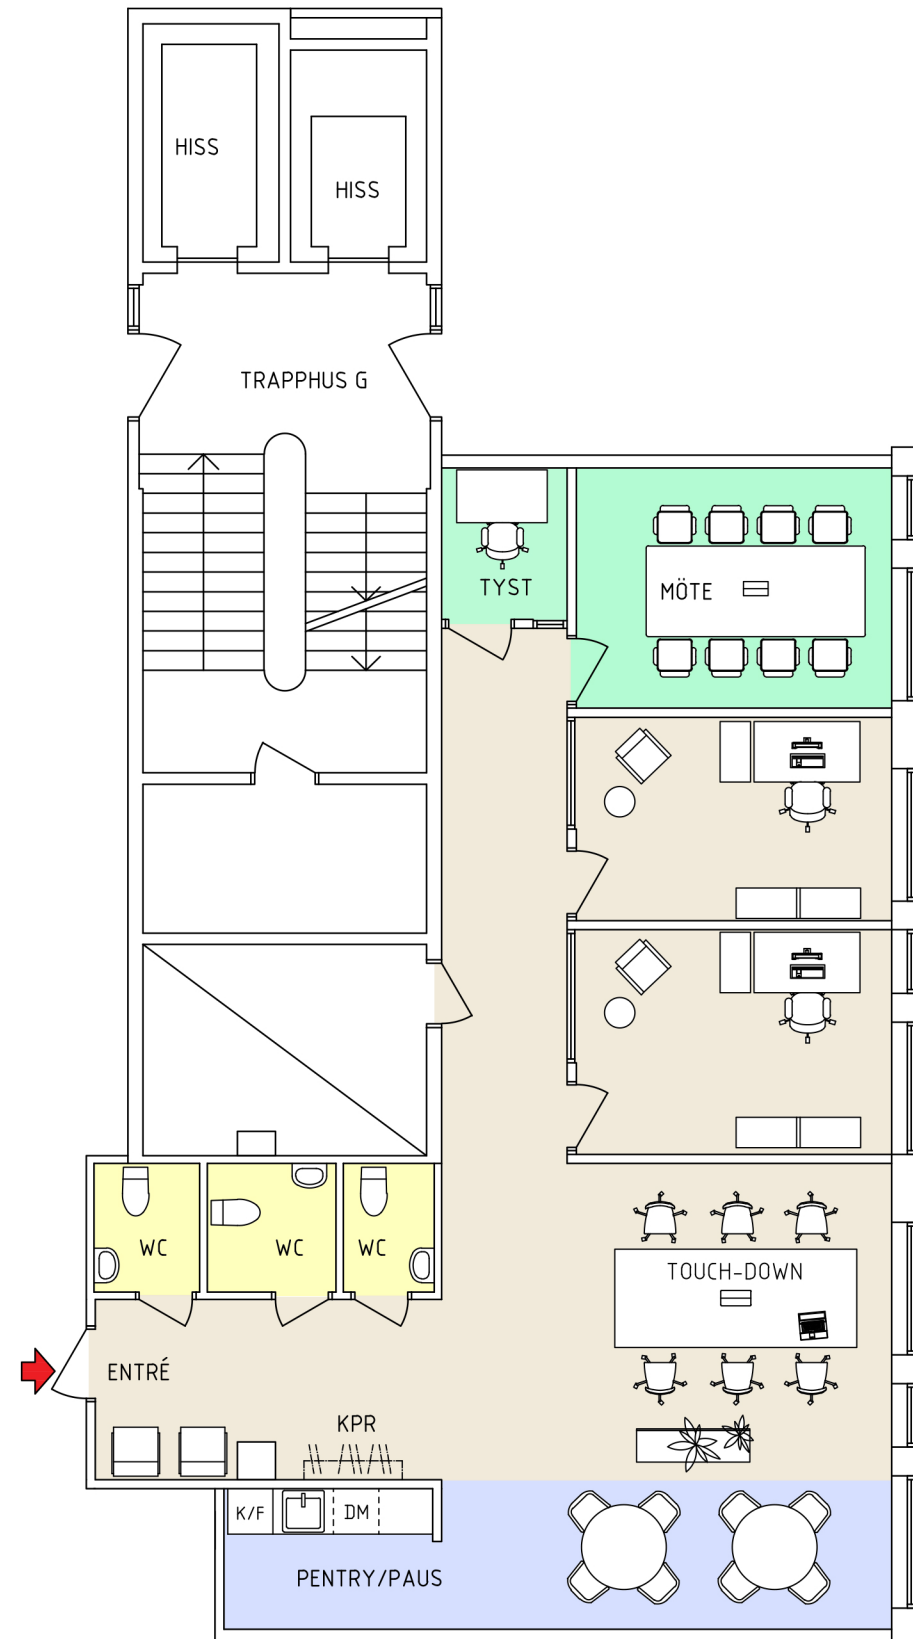 HISS
HISS
TRAPPHUS G
TYST
MÖTE
WC
WC
WC
TOUCH-DOWN
ENTRÉ
KPR
K/F
DM
PENTRY/PAUS